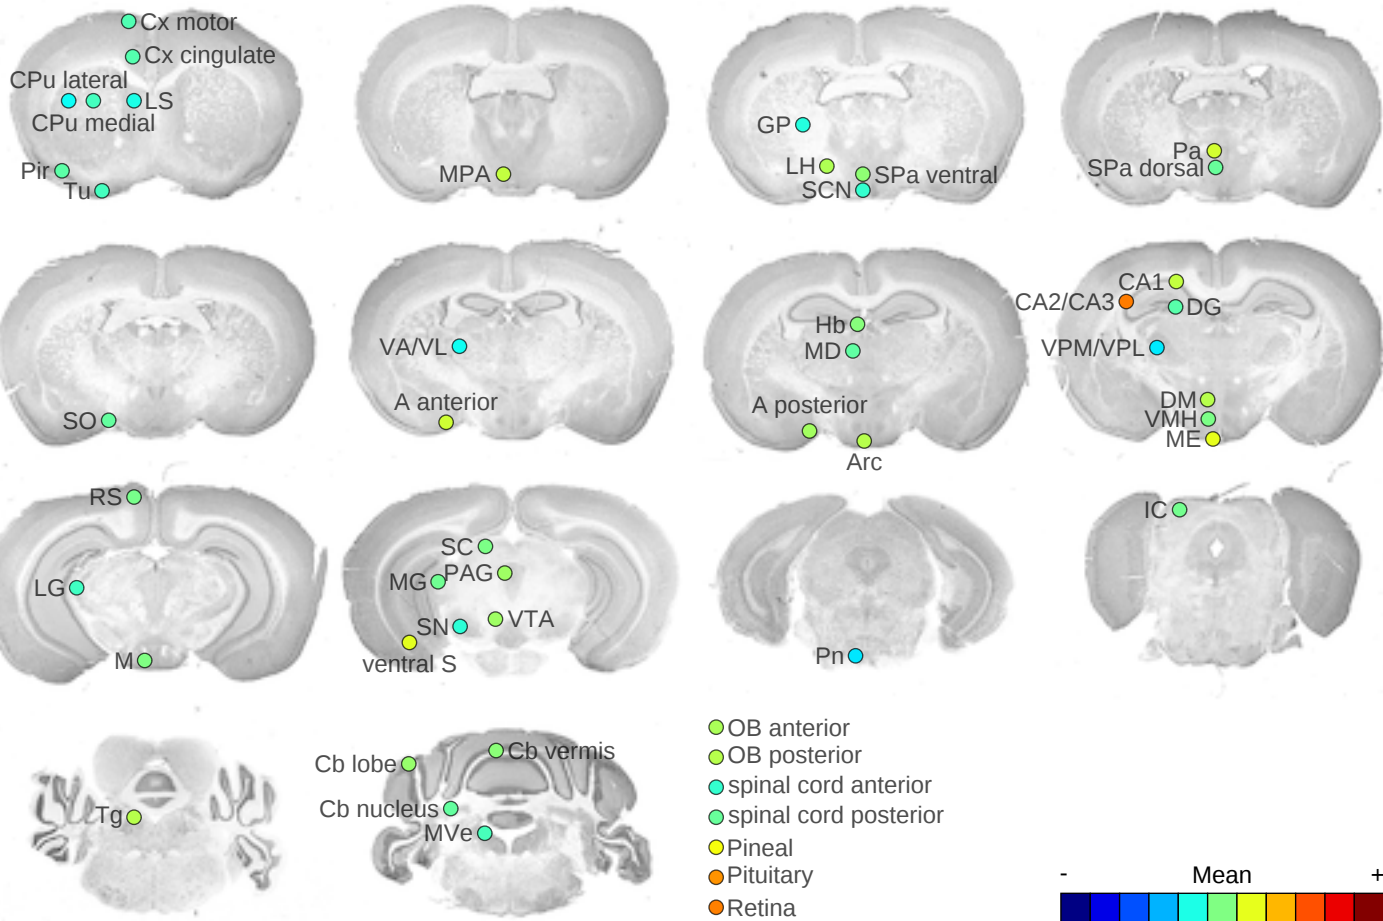 Cx motor
Cx cingulate
CPu lateral
LS
CPu medial
Pir
Tu
MPA
GP
LH
SPa ventral
SCN
Pa
SPa dorsal
SO
VA/VL
A anterior
Hb
MD
A posterior
Arc
CA1
CA2/CA3
DG
VPM/VPL
DM
VMH
ME
RS
LG
M
SC
PAG
MG
SN
VTA
ventral S
Pn
IC
Tg
Cb vermis
Cb lobe
Cb nucleus
MVe
OB anterior
OB posterior
spinal cord anterior
spinal cord posterior
Pineal
Pituitary
Retina
- Mean +